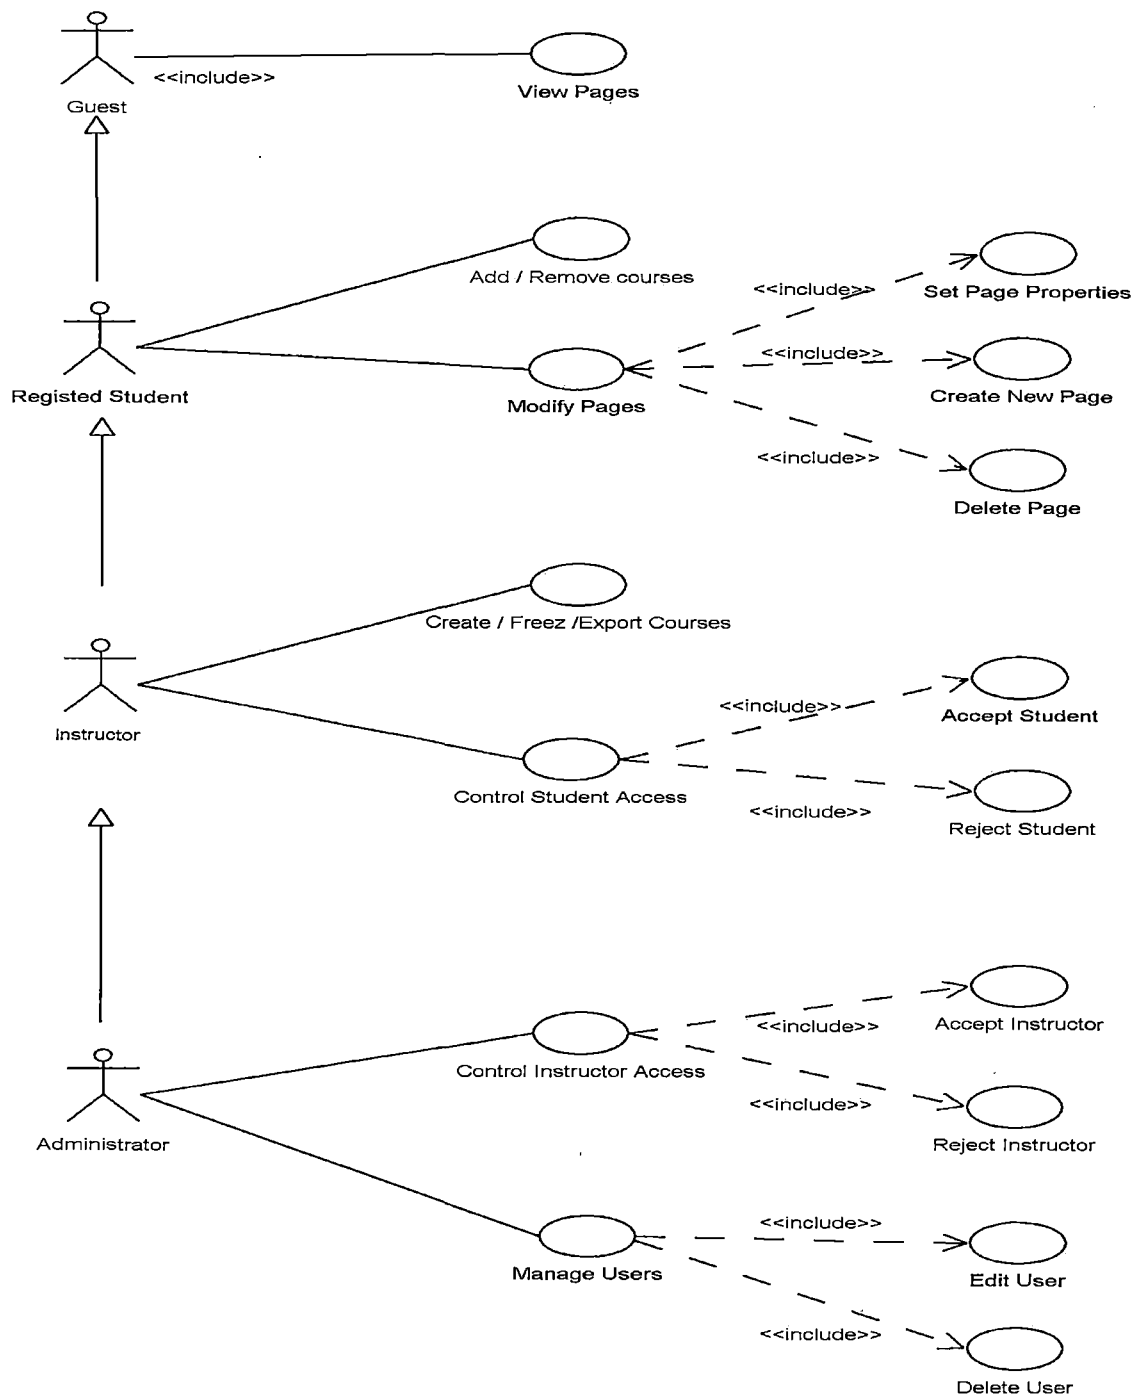 <<include>>
View Pages
Guest
Add / Remove courses
<<include>>
Set Page Properties
<<include>>
Registed Student
Modify Pages
Create New Page
<<include>>
Delete Page
Create / Freez /Export Courses
<<include>>
Accept Student
Instructor
Control Student Access
<<include>>
Reject Student
<<include>>
Accept Instructor
Control Instructor Access
<<include>>
Administrator
Reject Instructor
<<include>>
Manage Users
Edit User
<<include>>
Delete User